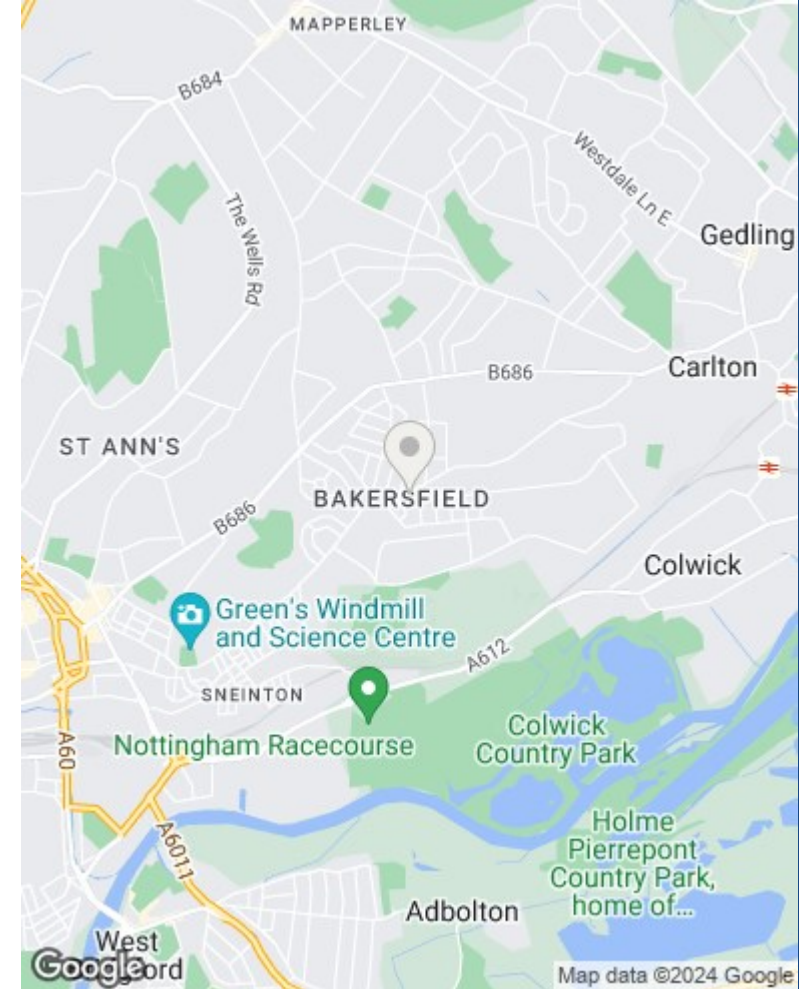 MAPPERLEY
B684
Westdale Ln E
The Wells Rd
Gedling
B686
Carlton
ST ANN'S
BAKERSFIELD
B686
Colwick
Green's Windmill
and Science Centre
A612
SNEINTON
Colwick
Country Park
Nottingham Racecourse
A60
Holme
Pierrepont
Country Park,
home of...
A6011
Adbolton
West
Google
ord
Map data ©2024 Google